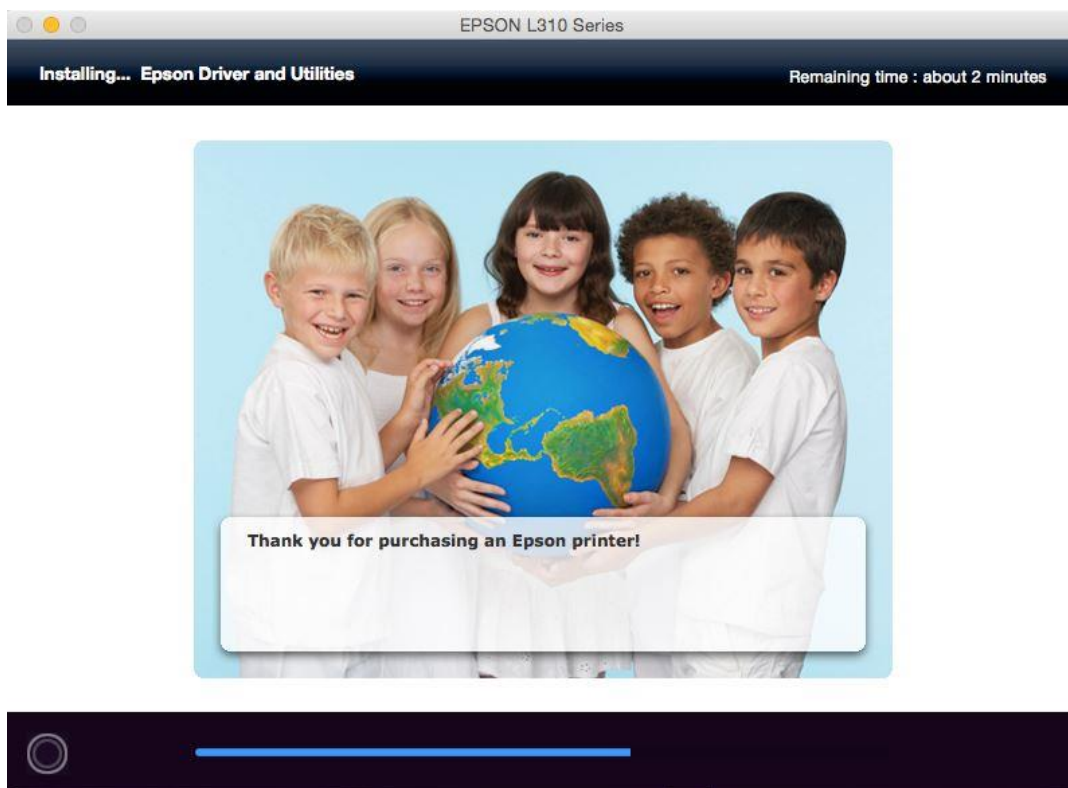 EPSON L310 Series
Installing... Epson Driver and Utilities
Remaining time : about 2 minutes
Thank you for purchasing an Epson printer!